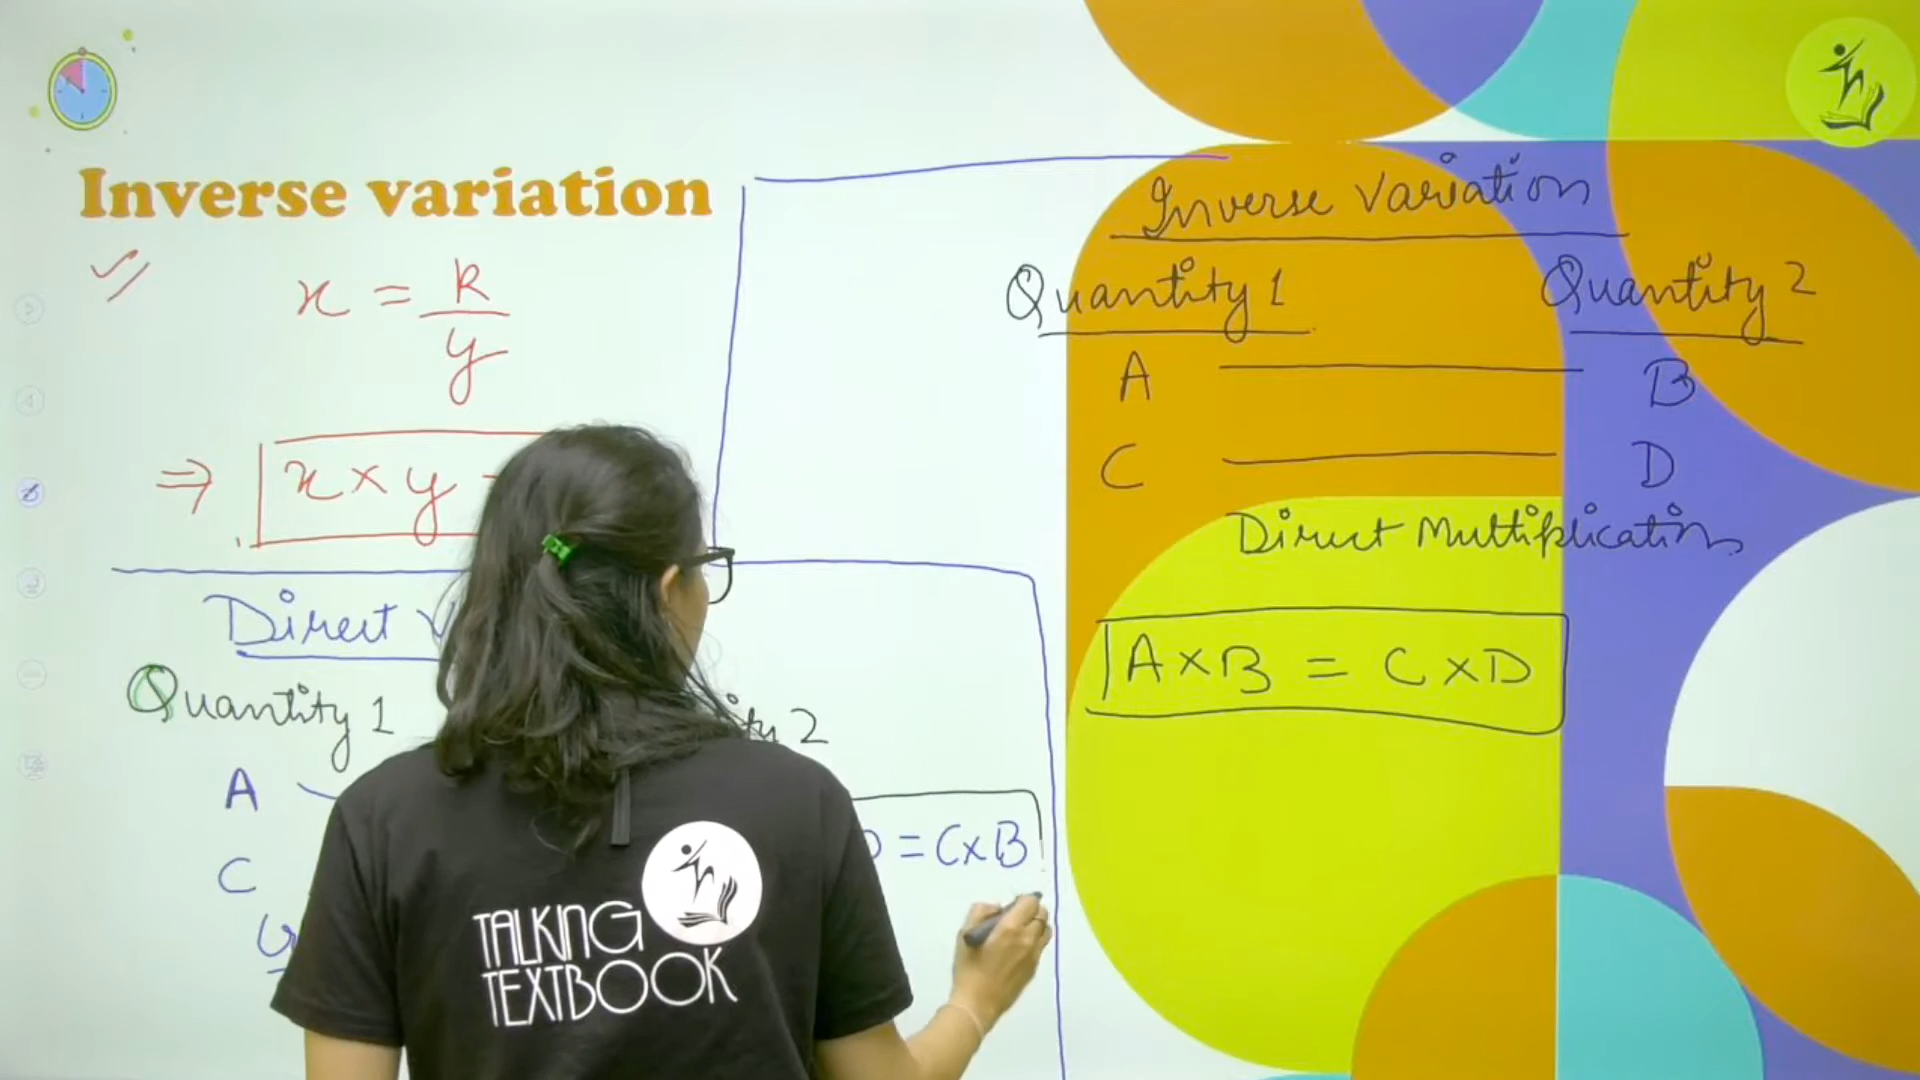 Inverse variation
x = k / y
⇒ x × y
Direct
Quantity 1
2
A
C
= C×B
Inverse Variation
Quantity 1 Quantity 2
A B
C D
Direct Multiplication
A×B = C×D
TALKING
TEXTBOOK